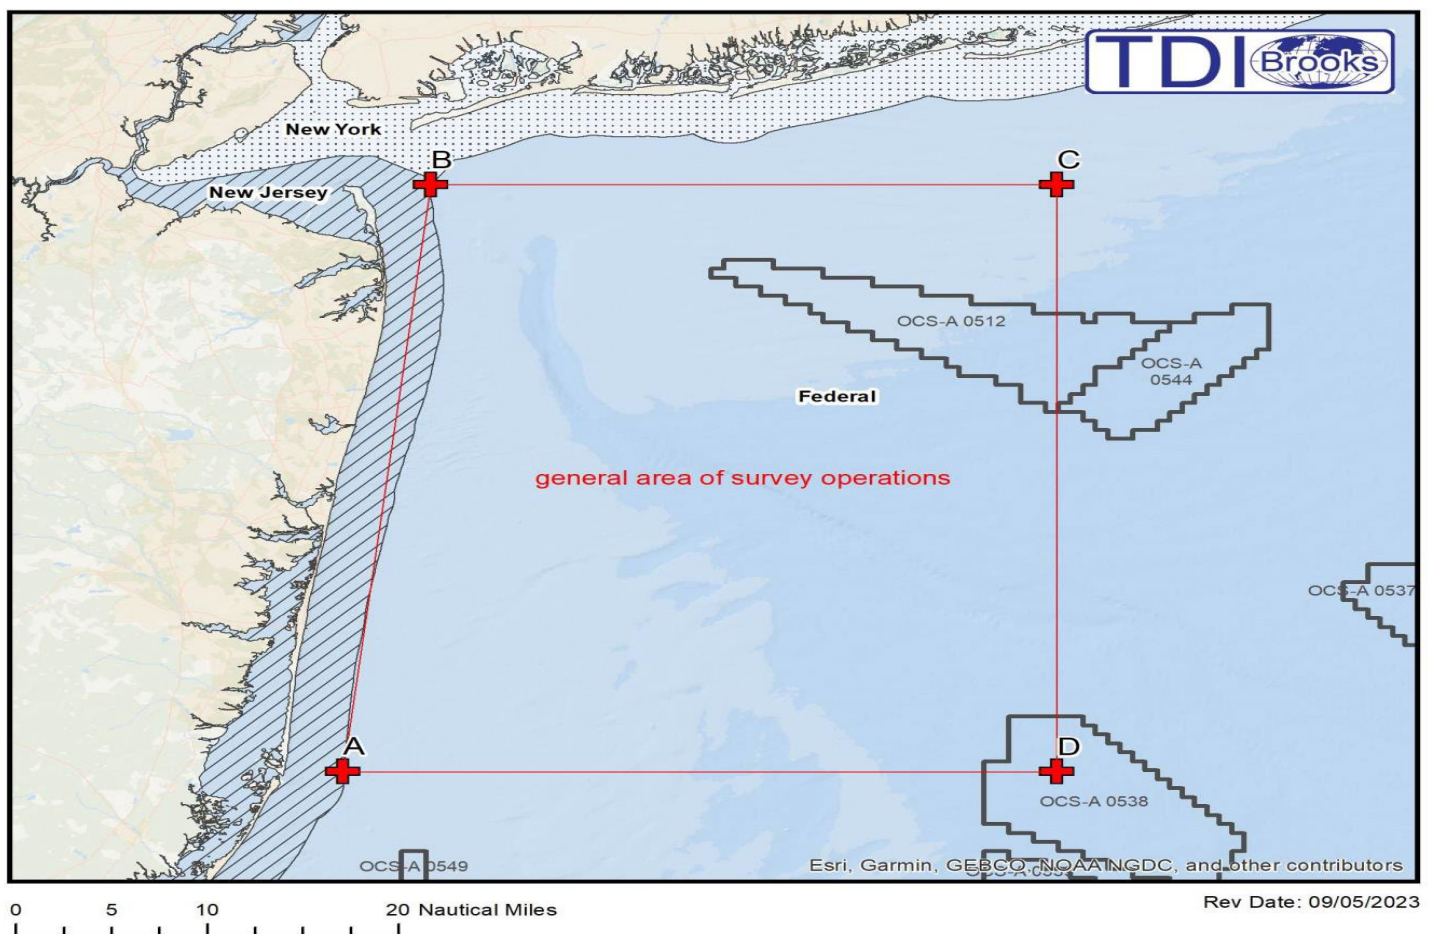 TDI Brooks
New York
B
C
New Jersey
OCS-A 0512
OCS-A
0544
Federal
general area of survey operations
OCS-A 0537
A
D
OCS-A 0538
OCS-A 0549
Esri, Garmin, GEBCO, NOAA NGDC, and other contributors
0 5 10 20 Nautical Miles
Rev Date: 09/05/2023